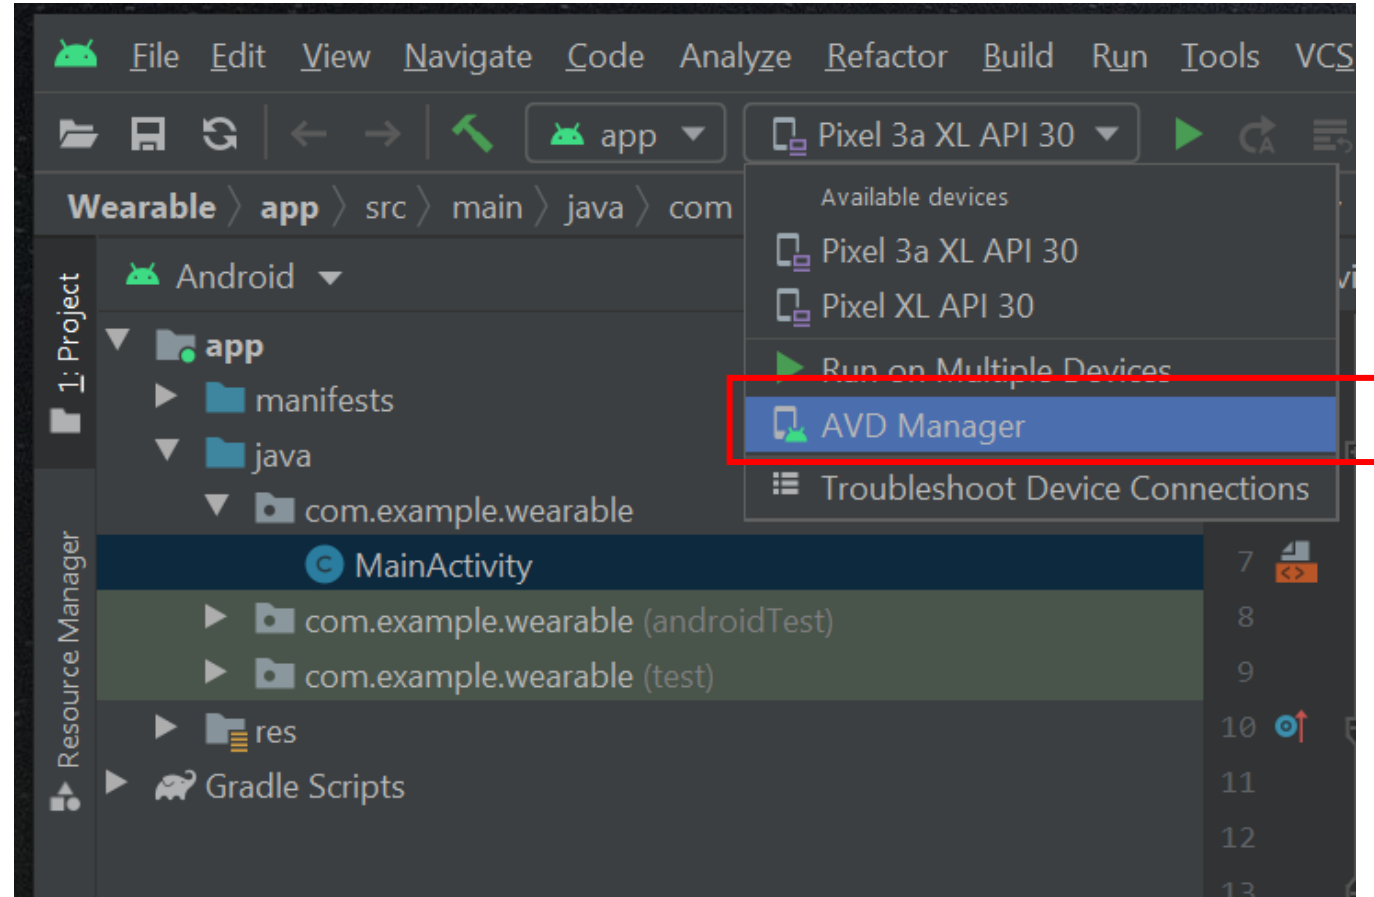 File Edit View Navigate Code Analyze Refactor Build Run Tools VCS
app Pixel 3a XL API 30
Wearable app src main java com
Available devices
Pixel 3a XL API 30
Pixel XL API 30
Run on Multiple Devices
AVD Manager
Troubleshoot Device Connections
1: Project
Resource Manager
Android
app
manifests
java
com.example.wearable
MainActivity
com.example.wearable (androidTest)
com.example.wearable (test)
res
Gradle Scripts
7
8
9
10
11
12
13